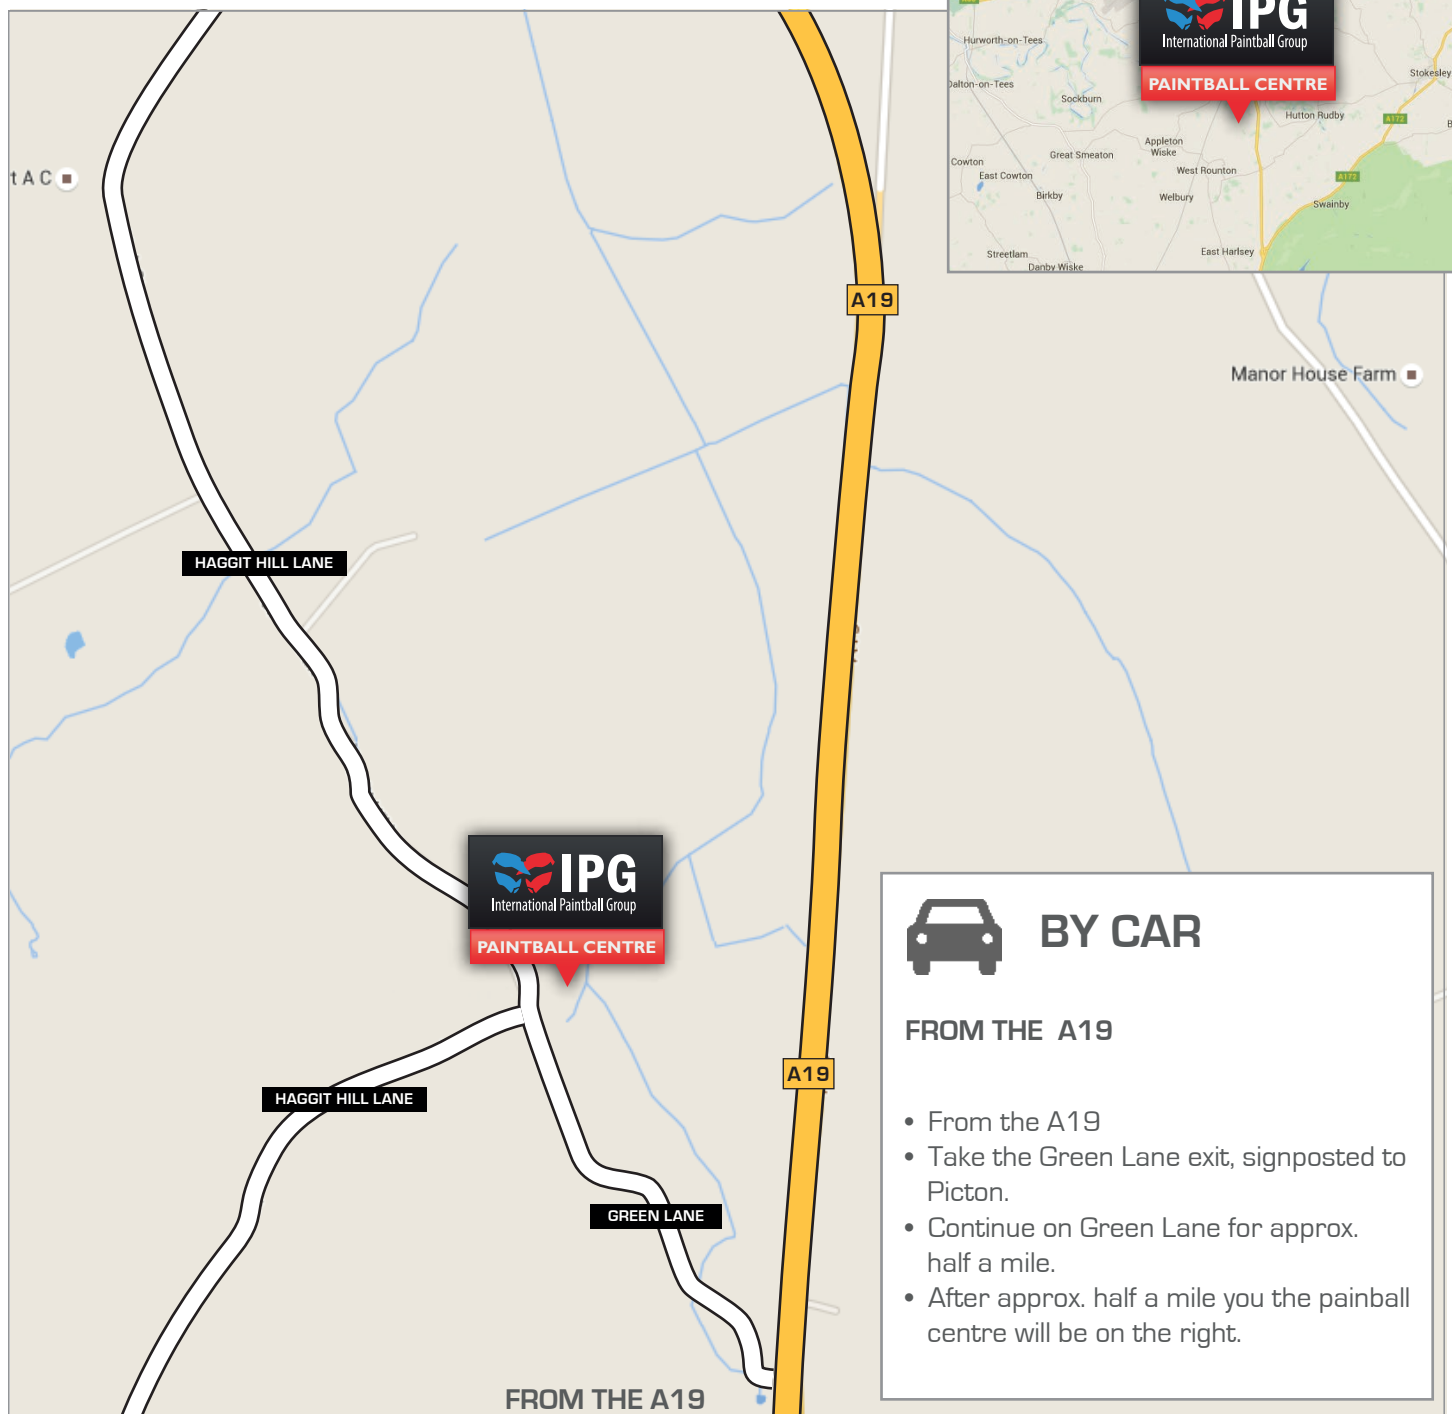 IPG
International Paintball Group
PAINTBALL CENTRE
Hurworth-on-Tees
Dalton-on-Tees
Sockburn
Stokesley
Hutton Rudby
A172
Appleton
Wiske
Great Smeaton
Cowton
East Cowton
West Rounton
A172
Birkby
Welbury
Swainby
Streetlam
East Harlsey
Danby Wiske
t A C
A19
Manor House Farm
HAGGIT HILL LANE
IPG
International Paintball Group
PAINTBALL CENTRE
A19
HAGGIT HILL LANE
GREEN LANE
FROM THE A19
BY CAR
FROM THE A19
• From the A19
• Take the Green Lane exit, signposted to
Picton.
• Continue on Green Lane for approx.
half a mile.
• After approx. half a mile you the painball
centre will be on the right.